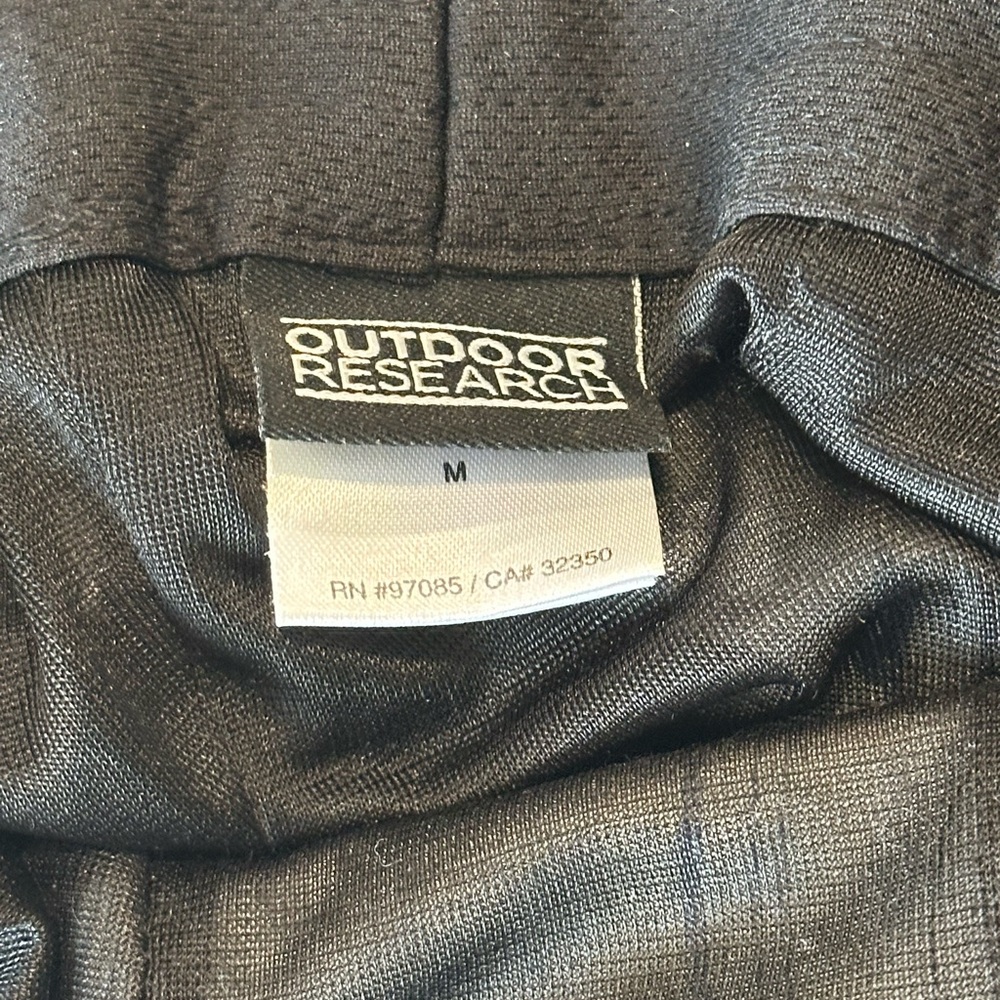 OUTDOOR
RESEARCH
M
RN #97085 / CA# 32350